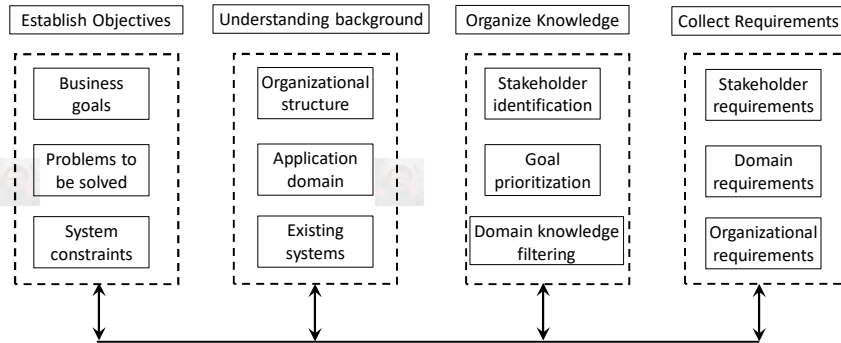 Establish Objectives
Understanding background
Organize Knowledge
Collect Requirements
Business
goals
Problems to
be solved
System
constraints
Organizational
structure
Application
domain
Existing
systems
Stakeholder
identification
Goal
prioritization
Domain knowledge
filtering
Stakeholder
requirements
Domain
requirements
Organizational
requirements